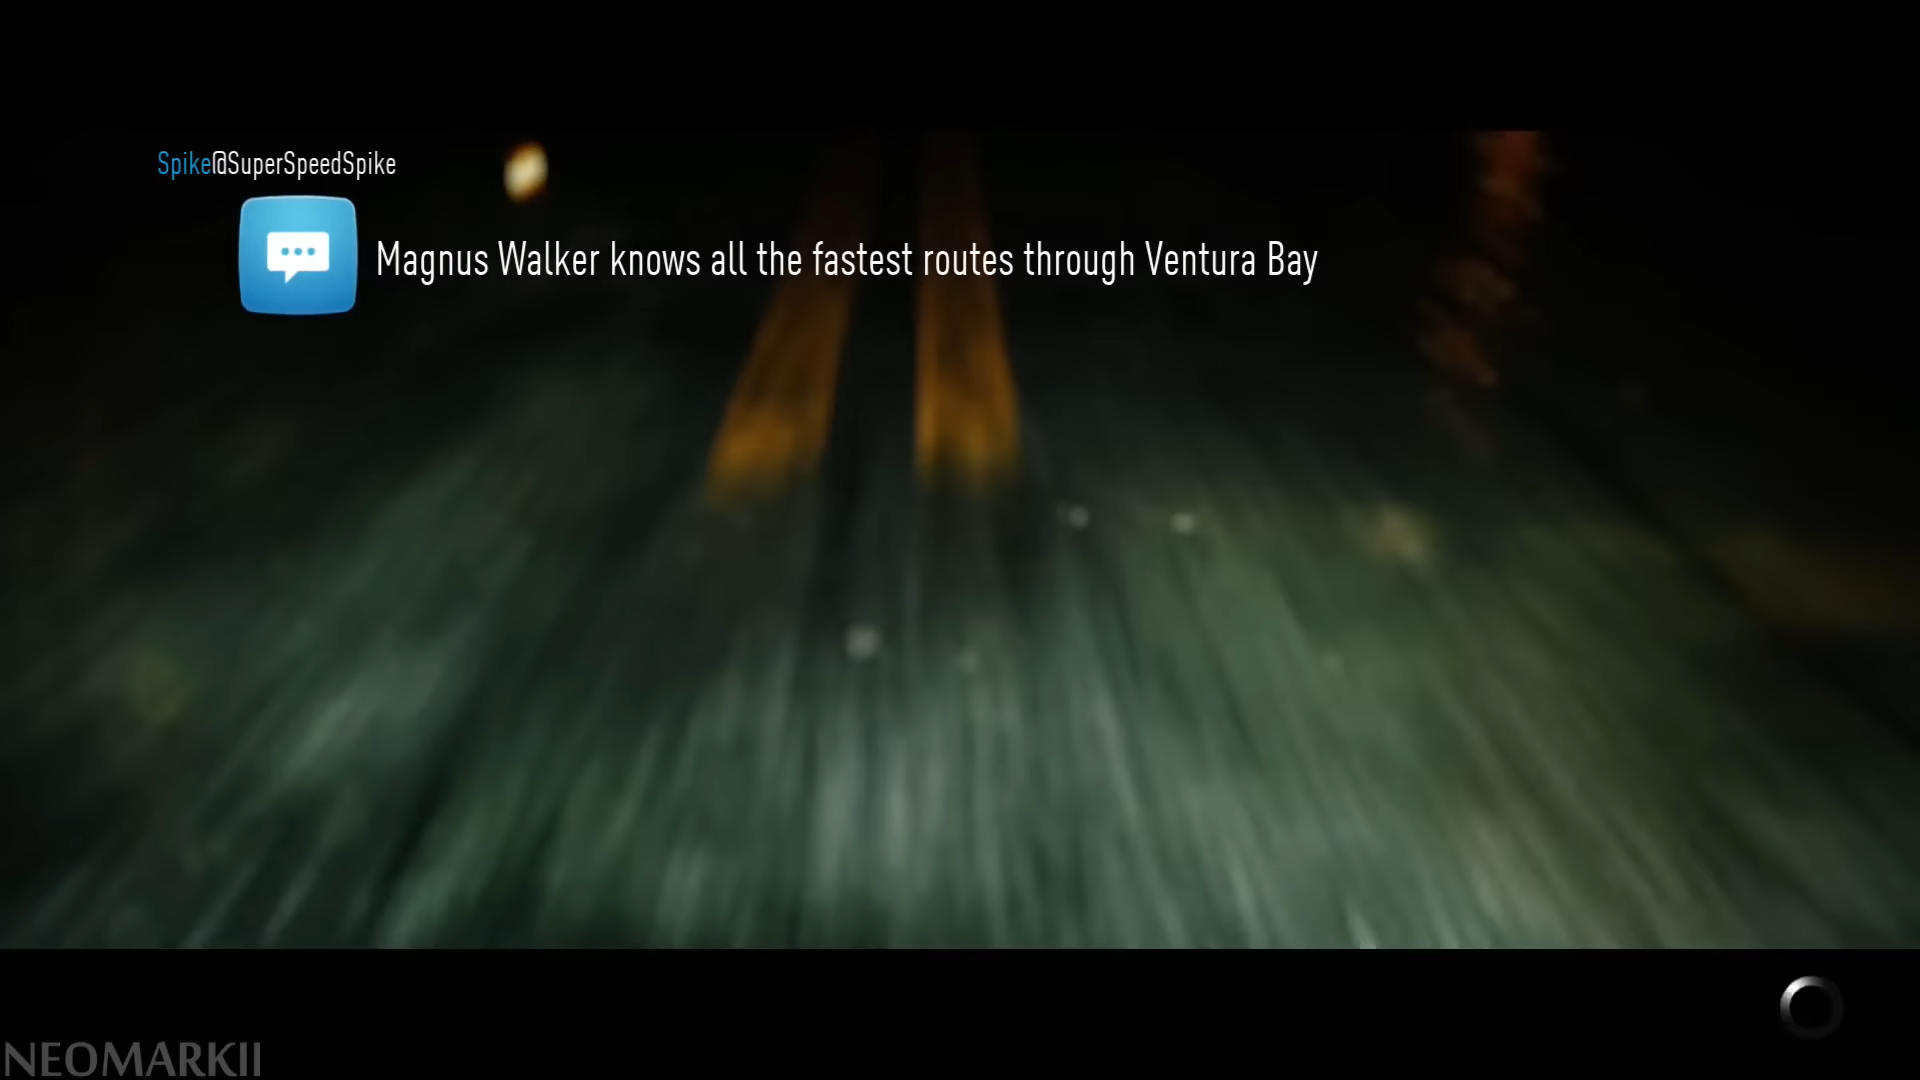 Spike@SuperSpeedSpike
Magnus Walker knows all the fastest routes through Ventura Bay
NEOMARKII